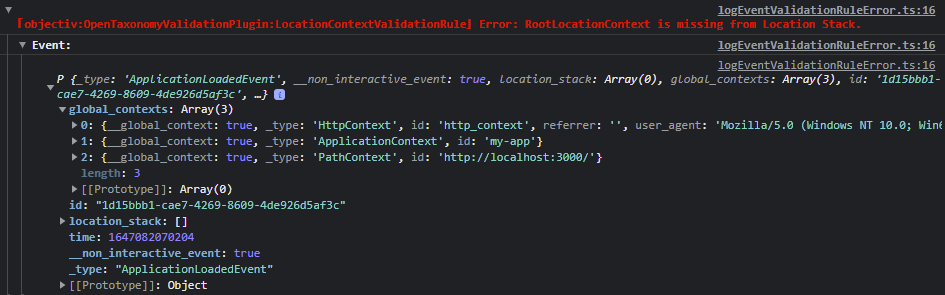 logEventValidationRuleError.ts:16
｢objectiv:OpenTaxonomyValidationPlugin:LocationContextValidationRule｣ Error: RootLocationContext is missing from Location Stack.
Event:
logEventValidationRuleError.ts:16
logEventValidationRuleError.ts:16
_P {_type: 'ApplicationLoadedEvent', __non_interactive_event: true, location_stack: Array(0), global_contexts: Array(3), id: '1d15bbb1-
cae7-4269-8609-4de926d5af3c', …}
global_contexts: Array(3)
0: {__global_context: true, _type: 'HttpContext', id: 'http_context', referrer: '', user_agent: 'Mozilla/5.0 (Windows NT 10.0; Win6
1: {__global_context: true, _type: 'ApplicationContext', id: 'my-app'}
2: {__global_context: true, _type: 'PathContext', id: 'http://localhost:3000/'}
length: 3
[[Prototype]]: Array(0)
id: "1d15bbb1-cae7-4269-8609-4de926d5af3c"
location_stack: []
time: 1647082070204
__non_interactive_event: true
_type: "ApplicationLoadedEvent"
[[Prototype]]: Object